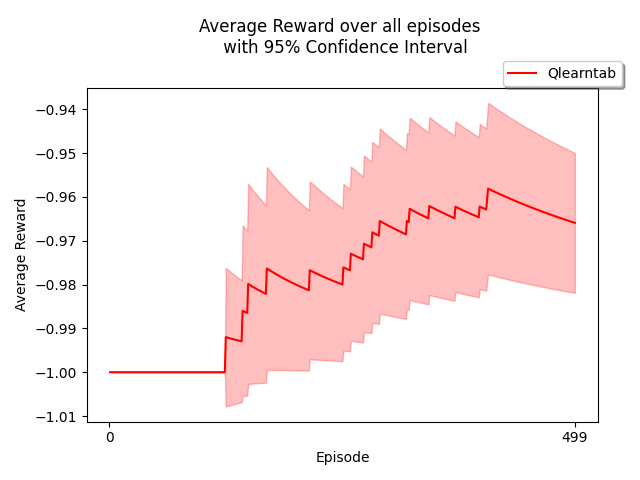 Average Reward over all episodes
with 95% Confidence Interval
Qlearntab
−0.94
−0.95
−0.96
−0.97
−0.98
−0.99
−1.00
−1.01
Average Reward
0
499
Episode